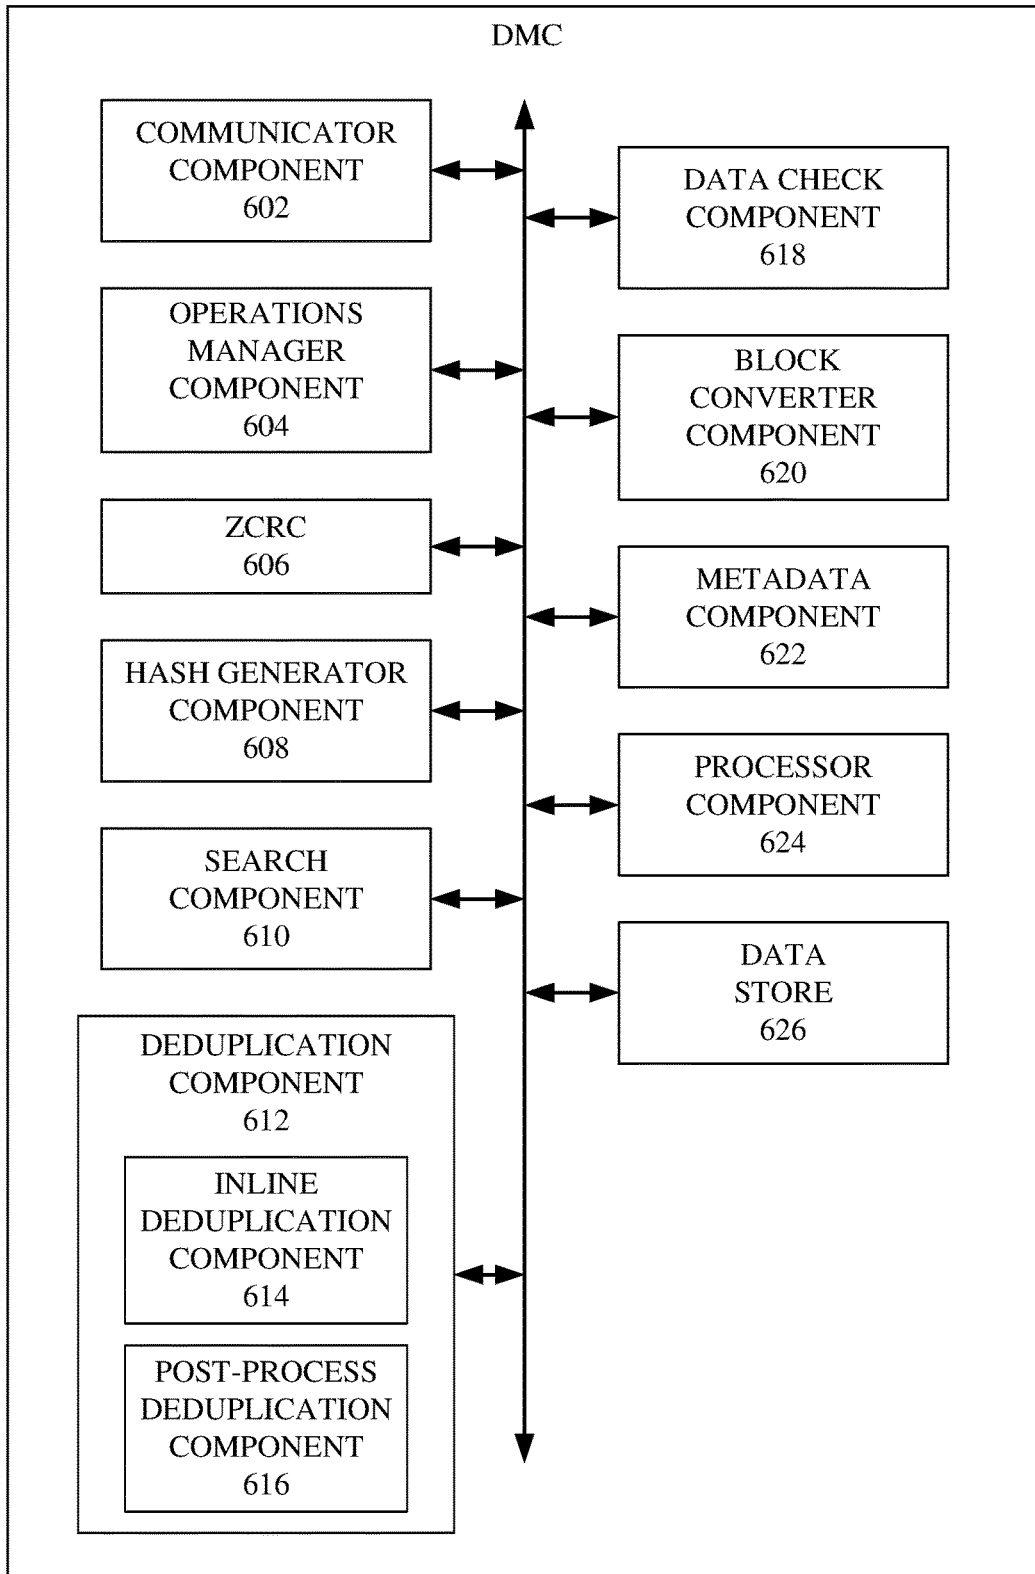 DMC
COMMUNICATOR
COMPONENT
602
OPERATIONS
MANAGER
COMPONENT
604
ZCRC
606
HASH GENERATOR
COMPONENT
608
SEARCH
COMPONENT
610
DEDUPLICATION
COMPONENT
612
INLINE
DEDUPLICATION
COMPONENT
614
POST-PROCESS
DEDUPLICATION
COMPONENT
616
DATA CHECK
COMPONENT
618
BLOCK
CONVERTER
COMPONENT
620
METADATA
COMPONENT
622
PROCESSOR
COMPONENT
624
DATA
STORE
626